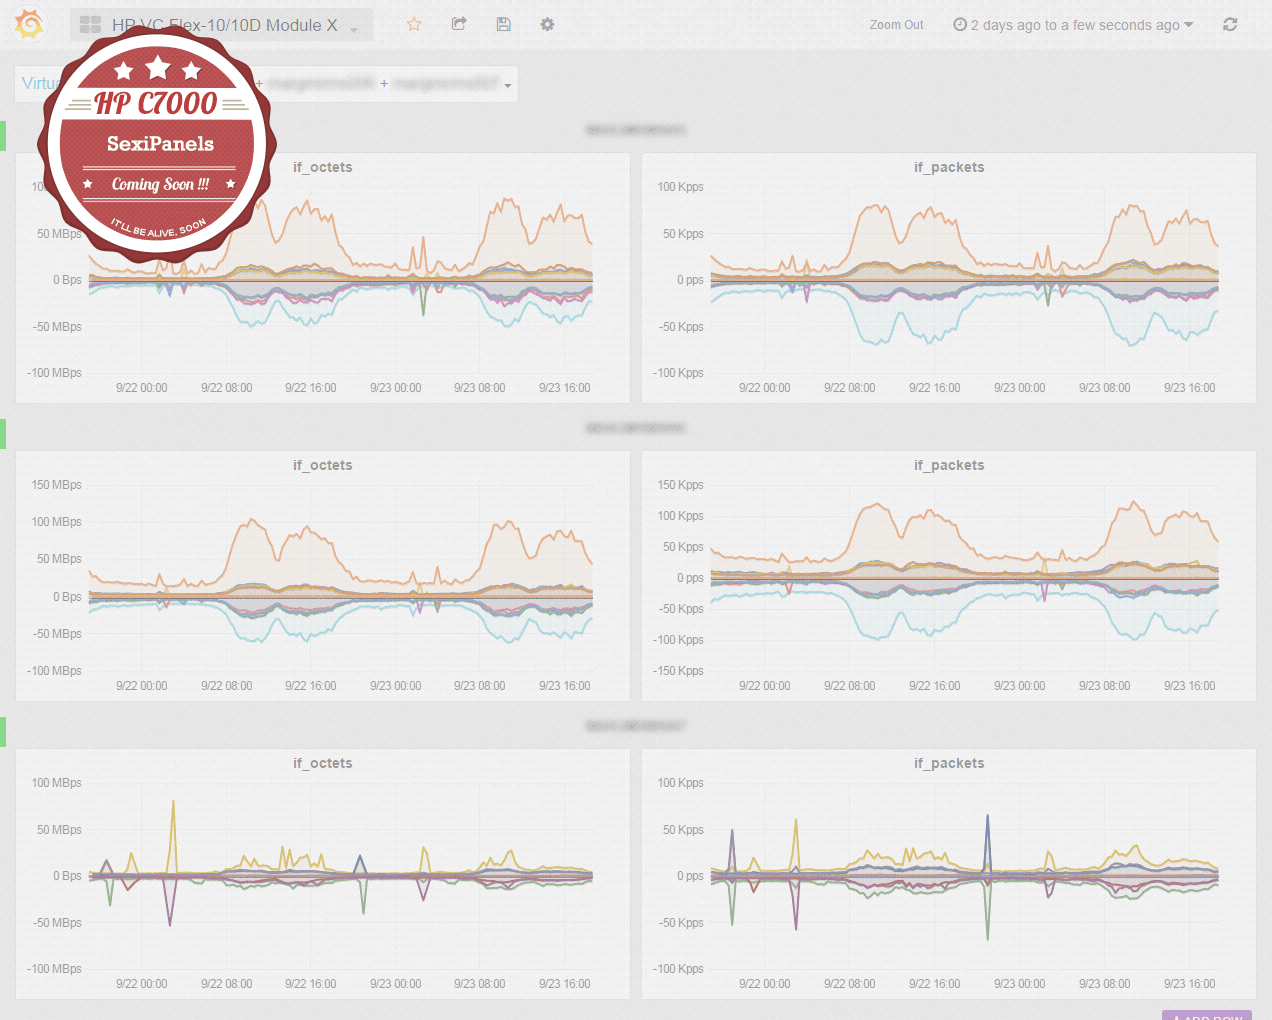 HP VC Flex-10/10D Module X
Zoom Out
2 days ago to a few seconds ago
Virtua
+
+
HP C7000
SexiPanels
Coming Soon !!!
IT'LL BE ALIVE, SOON
if_octets
100
50 MBps
0 Bps
-50 MBps
-100 MBps
9/22 00:00 9/22 08:00 9/22 16:00 9/23 00:00 9/23 08:00 9/23 16:00
if_packets
100 Kpps
50 Kpps
0 pps
-50 Kpps
-100 Kpps
9/22 00:00 9/22 08:00 9/22 16:00 9/23 00:00 9/23 08:00 9/23 16:00
if_octets
150 MBps
100 MBps
50 MBps
0 Bps
-50 MBps
-100 MBps
9/22 00:00 9/22 08:00 9/22 16:00 9/23 00:00 9/23 08:00 9/23 16:00
if_packets
150 Kpps
100 Kpps
50 Kpps
0 pps
-50 Kpps
-100 Kpps
-150 Kpps
9/22 00:00 9/22 08:00 9/22 16:00 9/23 00:00 9/23 08:00 9/23 16:00
if_octets
100 MBps
50 MBps
0 Bps
-50 MBps
-100 MBps
9/22 00:00 9/22 08:00 9/22 16:00 9/23 00:00 9/23 08:00 9/23 16:00
if_packets
100 Kpps
50 Kpps
0 pps
-50 Kpps
-100 Kpps
9/22 00:00 9/22 08:00 9/22 16:00 9/23 00:00 9/23 08:00 9/23 16:00
+ ADD ROW